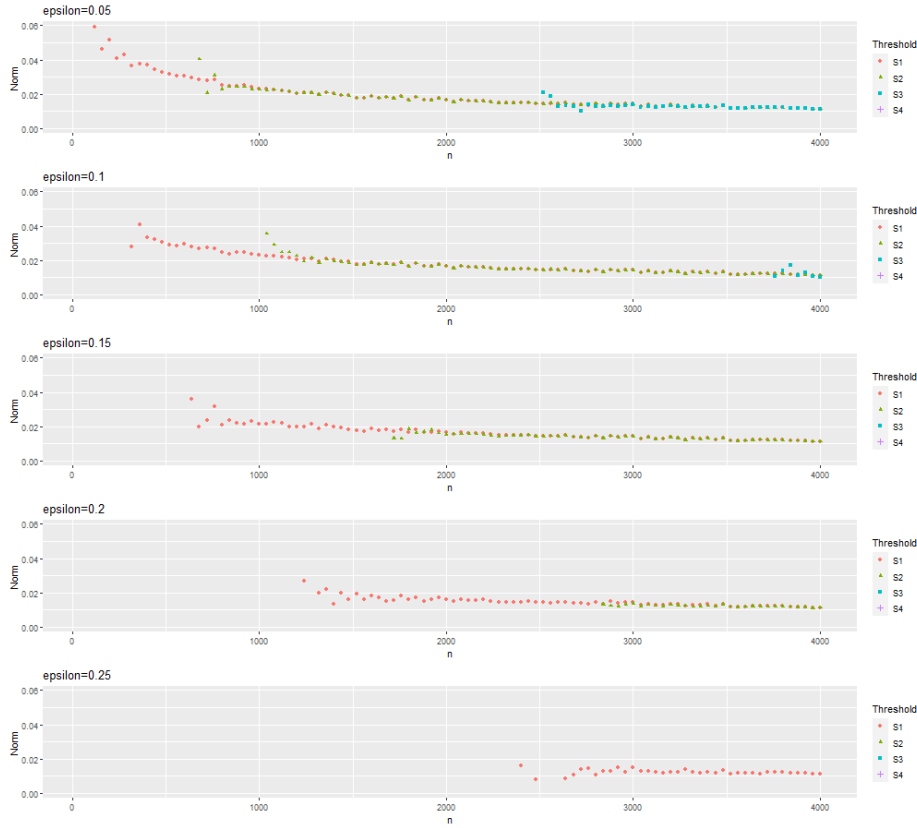 epsilon=0.05
0.06
0.04
0.02
0.00
Norm
0
1000
2000
3000
4000
n
Threshold
S1
S2
S3
S4
epsilon=0.1
0.06
0.04
0.02
0.00
Norm
0
1000
2000
3000
4000
n
Threshold
S1
S2
S3
S4
epsilon=0.15
0.06
0.04
0.02
0.00
Norm
0
1000
2000
3000
4000
n
Threshold
S1
S2
S3
S4
epsilon=0.2
0.06
0.04
0.02
0.00
Norm
0
1000
2000
3000
4000
n
Threshold
S1
S2
S3
S4
epsilon=0.25
0.06
0.04
0.02
0.00
Norm
0
1000
2000
3000
4000
n
Threshold
S1
S2
S3
S4